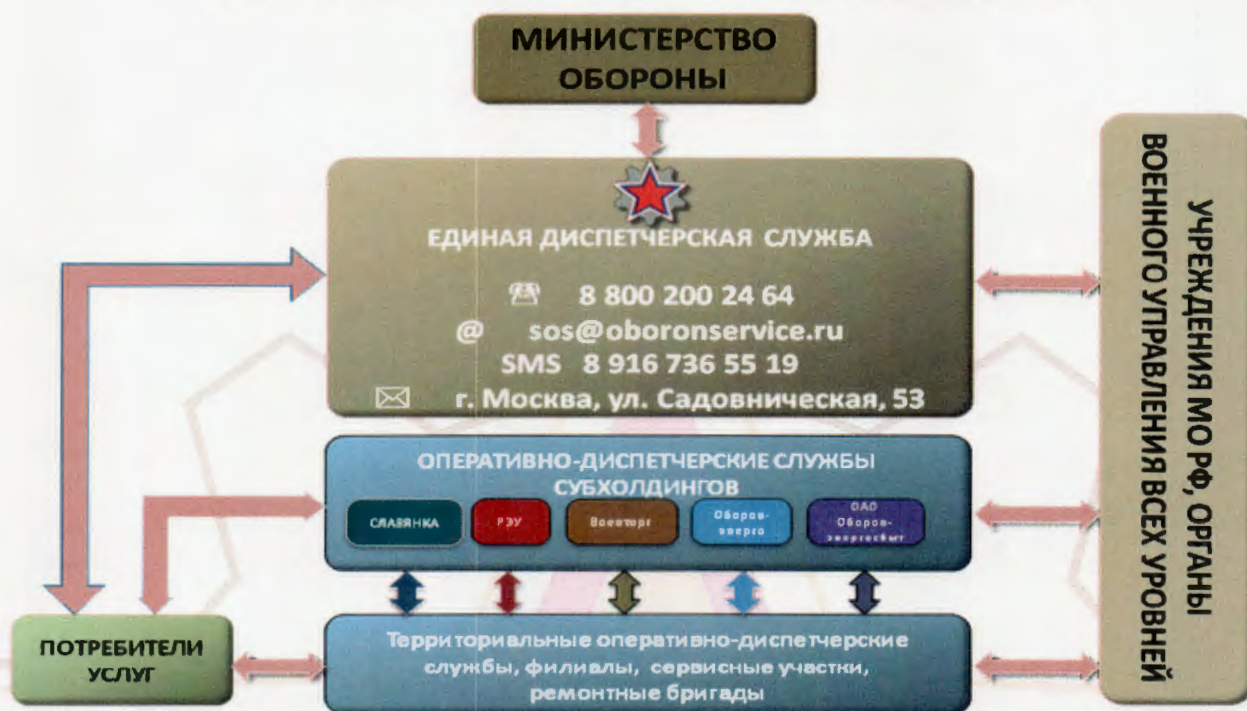 МИНИСТЕРСТВО
ОБОРОНЫ
ЕДИНАЯ ДИСПЕТЧЕРСКАЯ СЛУЖБА
8 800 200 24 64
@ sos@oboronservice.ru
SMS 8 916 736 55 19
г. Москва, ул. Садовническая, 53
ОПЕРАТИВНО-ДИСПЕТЧЕРСКИЕ СЛУЖБЫ
СУБХОЛДИНГОВ
СЛАВЯНКА
РЭУ
Военторг
Оборон-
энерго
ОАО
Оборон-
энергосбыт
Территориальные оперативно-диспетчерские
службы, филиалы, сервисные участки,
ремонтные бригады
ПОТРЕБИТЕЛИ
УСЛУГ
УЧРЕЖДЕНИЯ МО РФ, ОРГАНЫ
ВОЕННОГО УПРАВЛЕНИЯ ВСЕХ УРОВНЕЙ